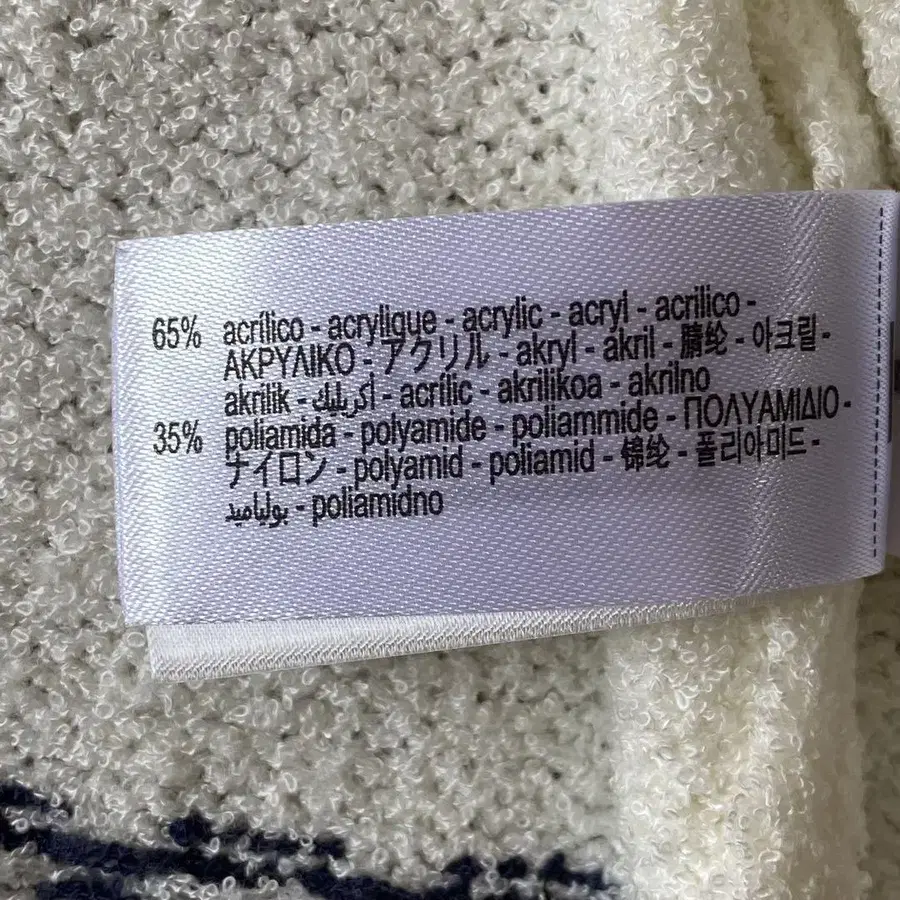 65% acrílico - acrylique - acrylic - acryl - acrilico -
ΑΚΡΥΛΙΚΟ - アクリル - akryl - akril - 腈纶 - 아크릴 -
akrilik - أكريليك - acrílic - akrilikoa - akrilno
35% poliamida - polyamide - poliammide - ΠΟΛΥΑΜΙΔΙΟ -
ナイロン - polyamid - poliamid - 锦纶 - 폴리아미드 -
بولياميد - poliamidno